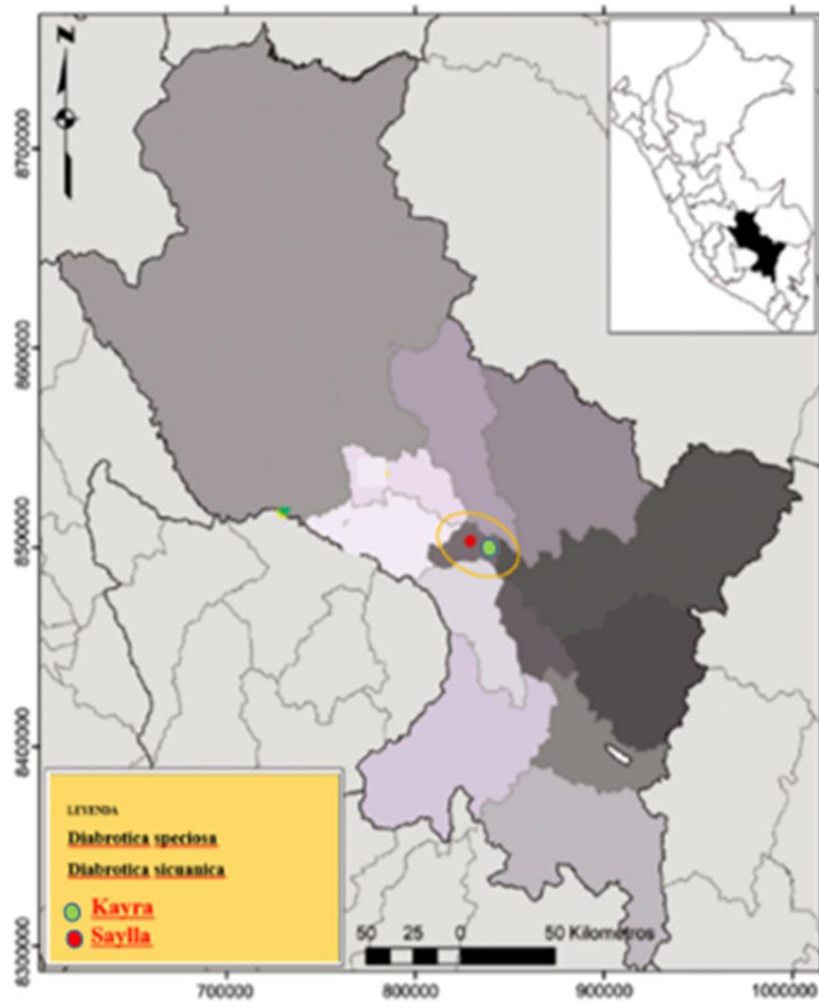 N
8700000
8600000
8500000
8400000
8300000
LEYENDA
Diabrotica speciosa
Diabrotica sicuanica
Kayra
Saylla
50 25 0 50 Kilometros
700000 800000 900000 1000000